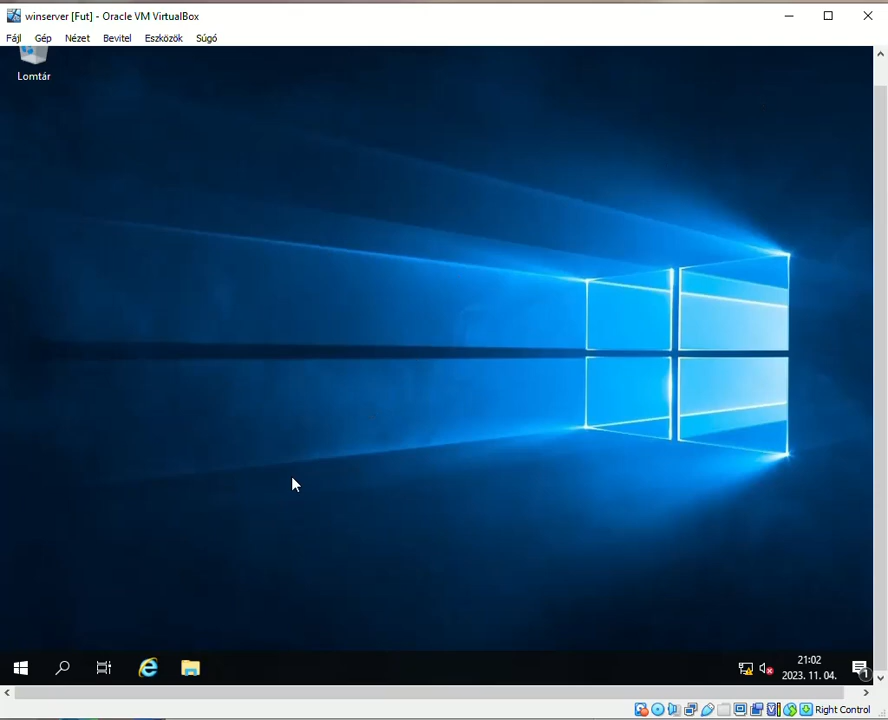 winserver [Fut] - Oracle VM VirtualBox
Fájl Gép Nézet Bevitel Eszközök Súgó
Lomtár
21:02
2023. 11. 04.
1
Right Control